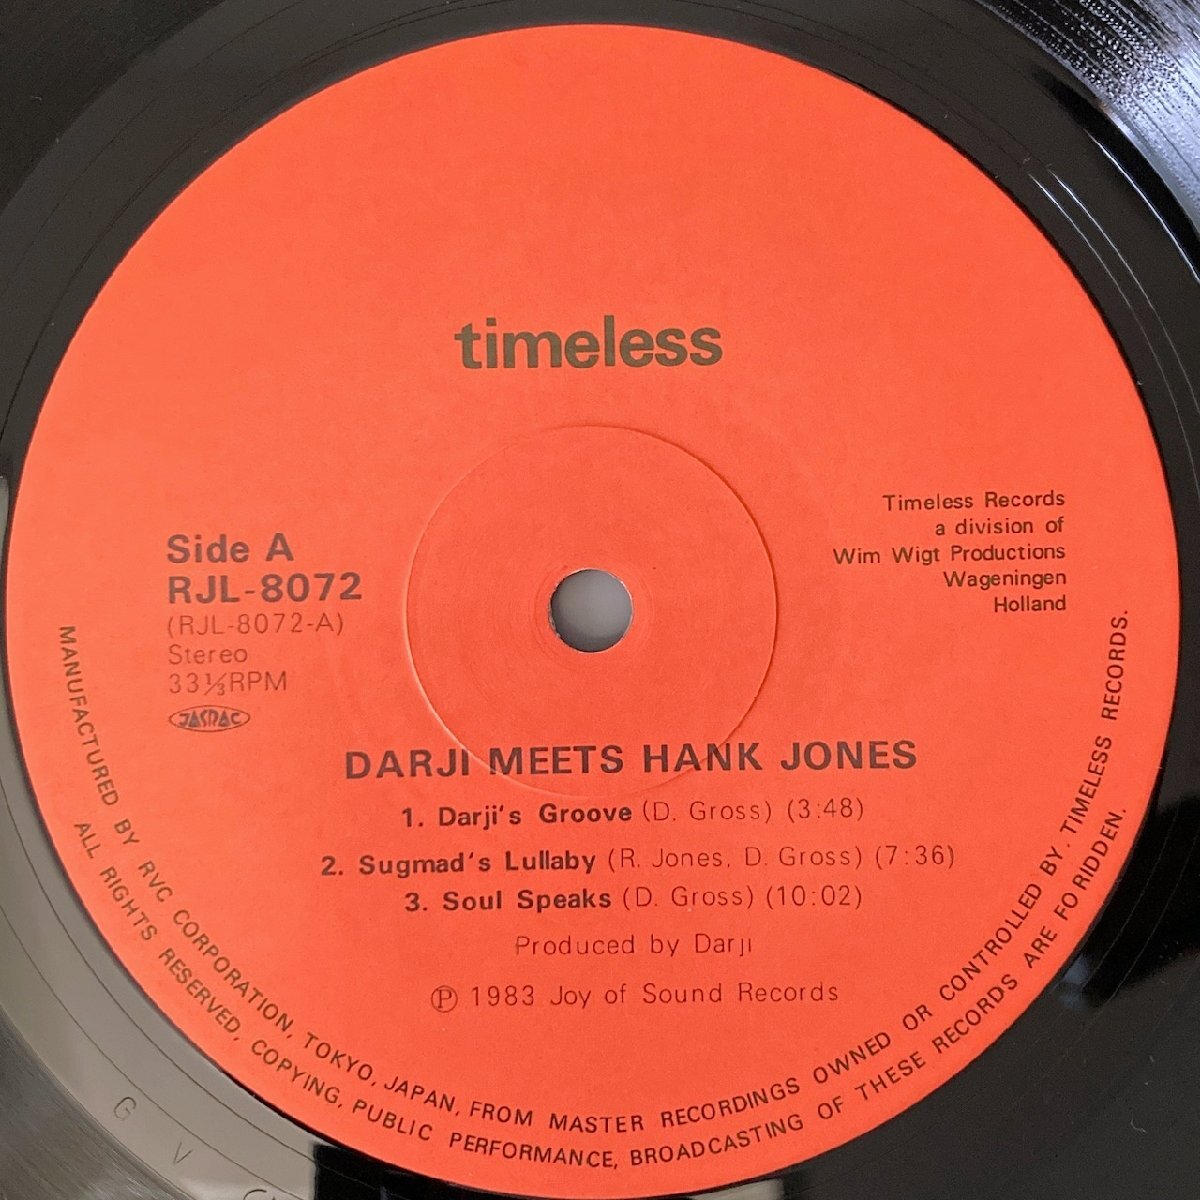 timeless
Timeless Records
a division of
Wim Wigt Productions
Wageningen
Holland
Side A
RJL-8072
(RJL-8072-A)
Stereo
33⅓RPM
JASRAC
DARJI MEETS HANK JONES
1. Darji's Groove (D. Gross) (3:48)
2. Sugmad's Lullaby (R. Jones, D. Gross) (7:36)
3. Soul Speaks (D. Gross) (10:02)
Produced by Darji
Ⓟ 1983 Joy of Sound Records
MANUFACTURED BY RVC CORPORATION, TOKYO, JAPAN, FROM MASTER RECORDINGS OWNED OR CONTROLLED BY. TIMELESS RECORDS.
ALL RIGHTS RESERVED, COPYING, PUBLIC PERFORMANCE, BROADCASTING OF THESE RECORDS ARE FO RIDDEN.
G V